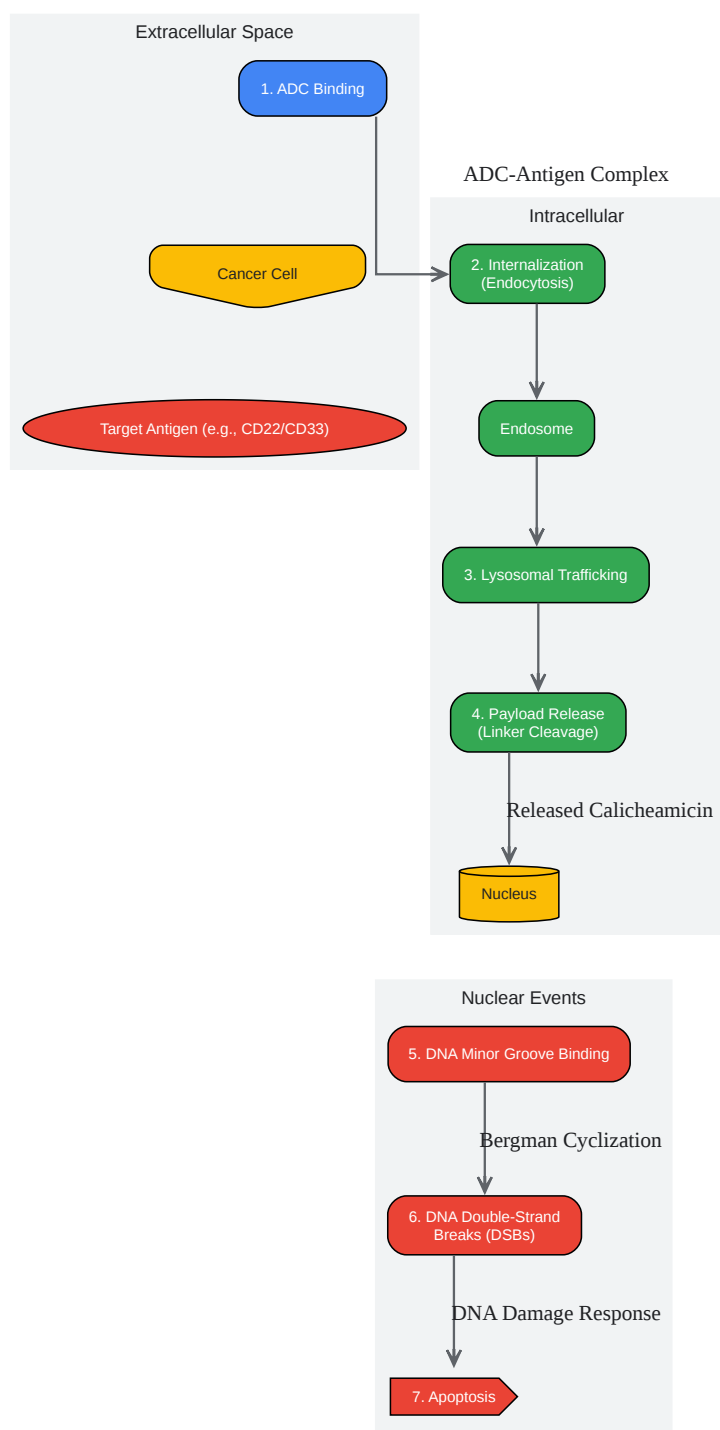 Extracellular Space
1. ADC Binding
ADC-Antigen Complex
Intracellular
Cancer Cell
2. Internalization
(Endocytosis)
Target Antigen (e.g., CD22/CD33)
Endosome
3. Lysosomal Trafficking
4. Payload Release
(Linker Cleavage)
Released Calicheamicin
Nucleus
Nuclear Events
5. DNA Minor Groove Binding
Bergman Cyclization
6. DNA Double-Strand
Breaks (DSBs)
DNA Damage Response
7. Apoptosis